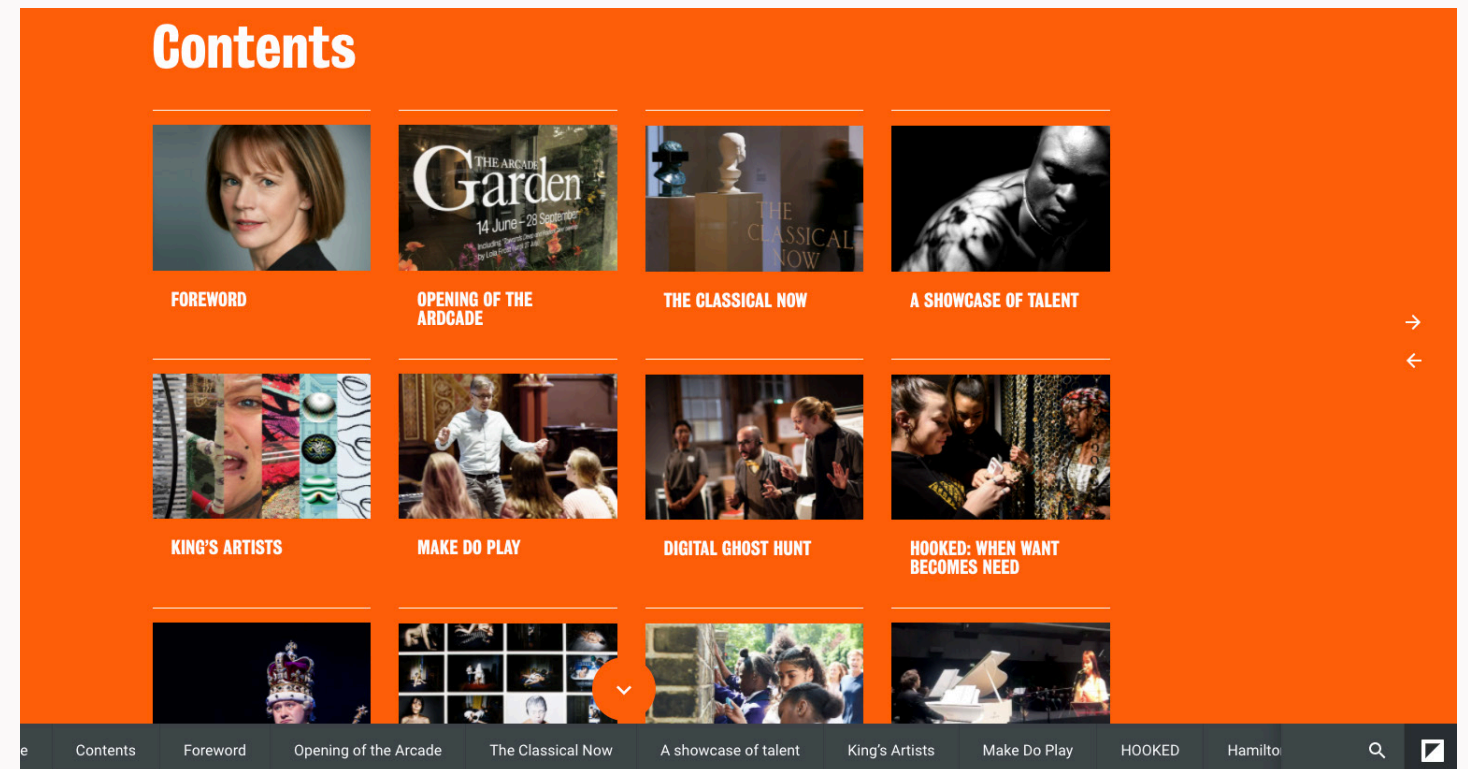 Contents
THE ARCADE
Garden
14 June – 28 September
THE
CLASSICAL
NOW
FOREWORD
OPENING OF THE
ARDCADE
THE CLASSICAL NOW
A SHOWCASE OF TALENT
KING'S ARTISTS
MAKE DO PLAY
DIGITAL GHOST HUNT
HOOKED: WHEN WANT
BECOMES NEED
e
Contents
Foreword
Opening of the Arcade
The Classical Now
A showcase of talent
King's Artists
Make Do Play
HOOKED
Hamilto